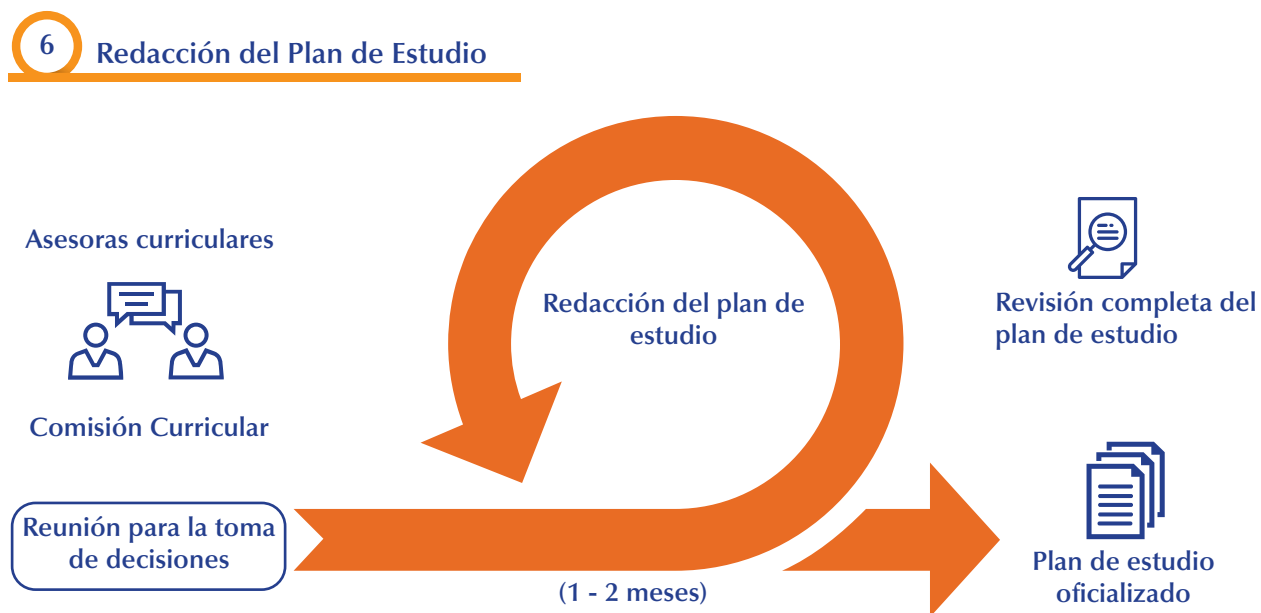 6
Redacción del Plan de Estudio
Asesoras curriculares
Comisión Curricular
Reunión para la toma
de decisiones
Redacción del plan de
estudio
(1 - 2 meses)
Revisión completa del
plan de estudio
Plan de estudio
oficializado